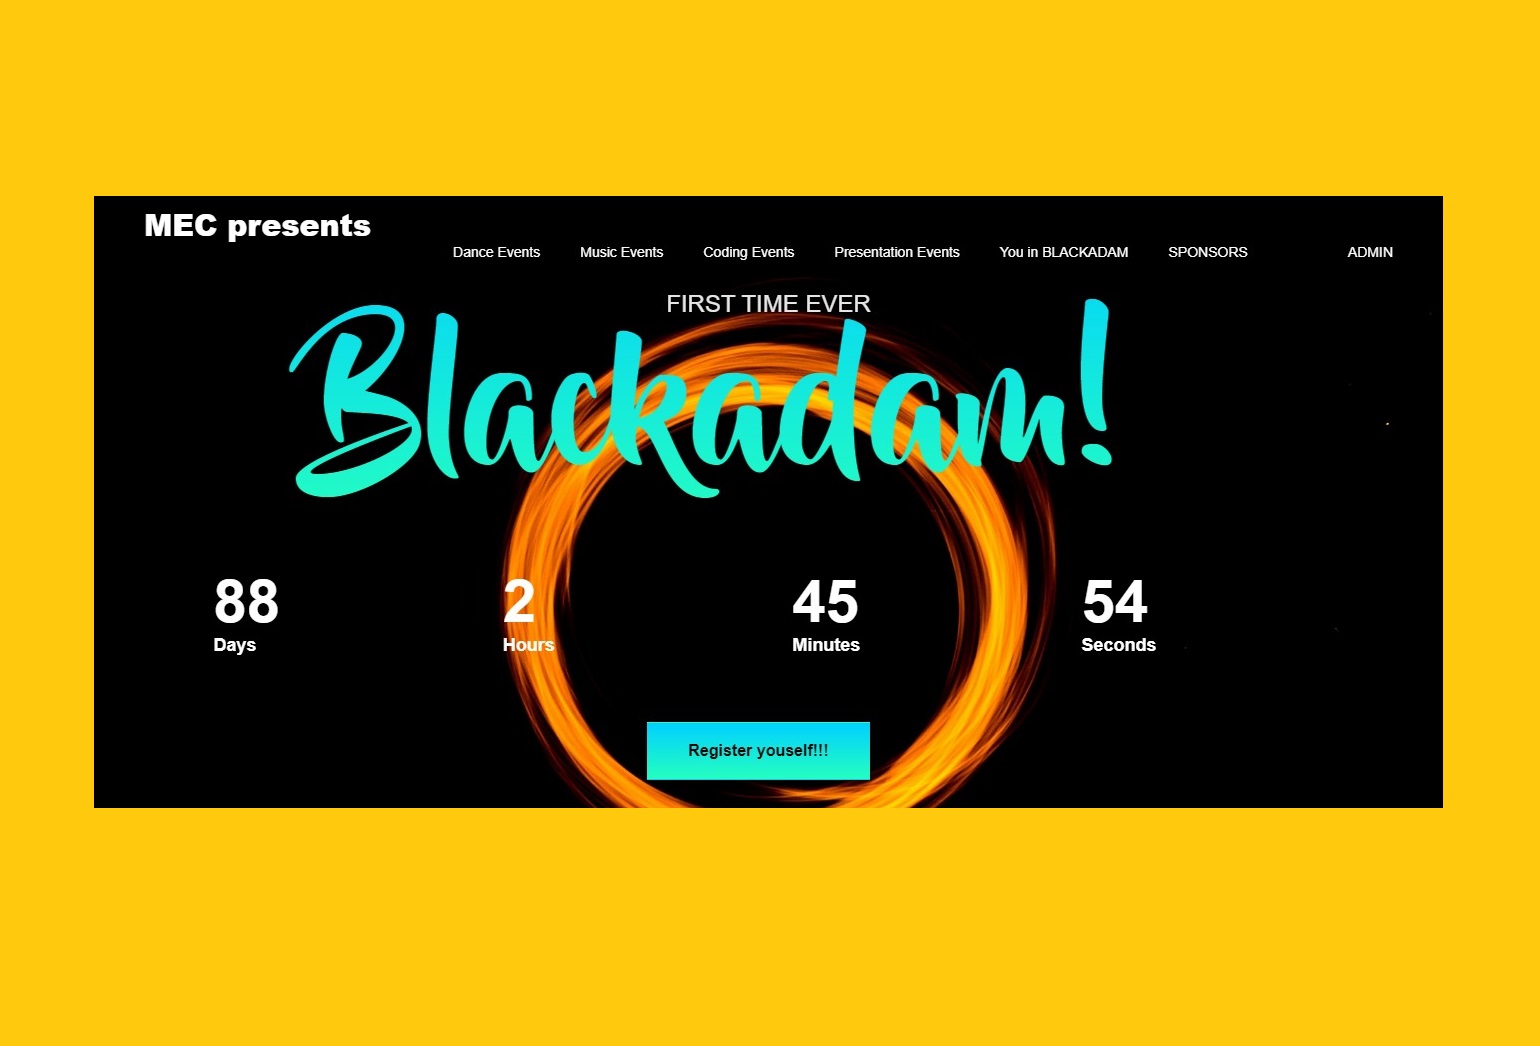 MEC presents
Dance Events Music Events Coding Events Presentation Events You in BLACKADAM SPONSORS ADMIN
FIRST TIME EVER
Blackadam!
88 2 45 54
Days Hours Minutes Seconds
Register youself!!!